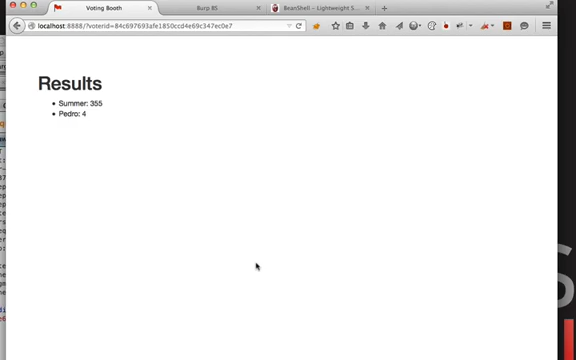 Voting Booth
Burp BS
BeanShell – Lightweight S...
localhost:8888/?voterid=84c697693afe1850ccd4e69c347ec0e7
Results
Summer: 355
Pedro: 4